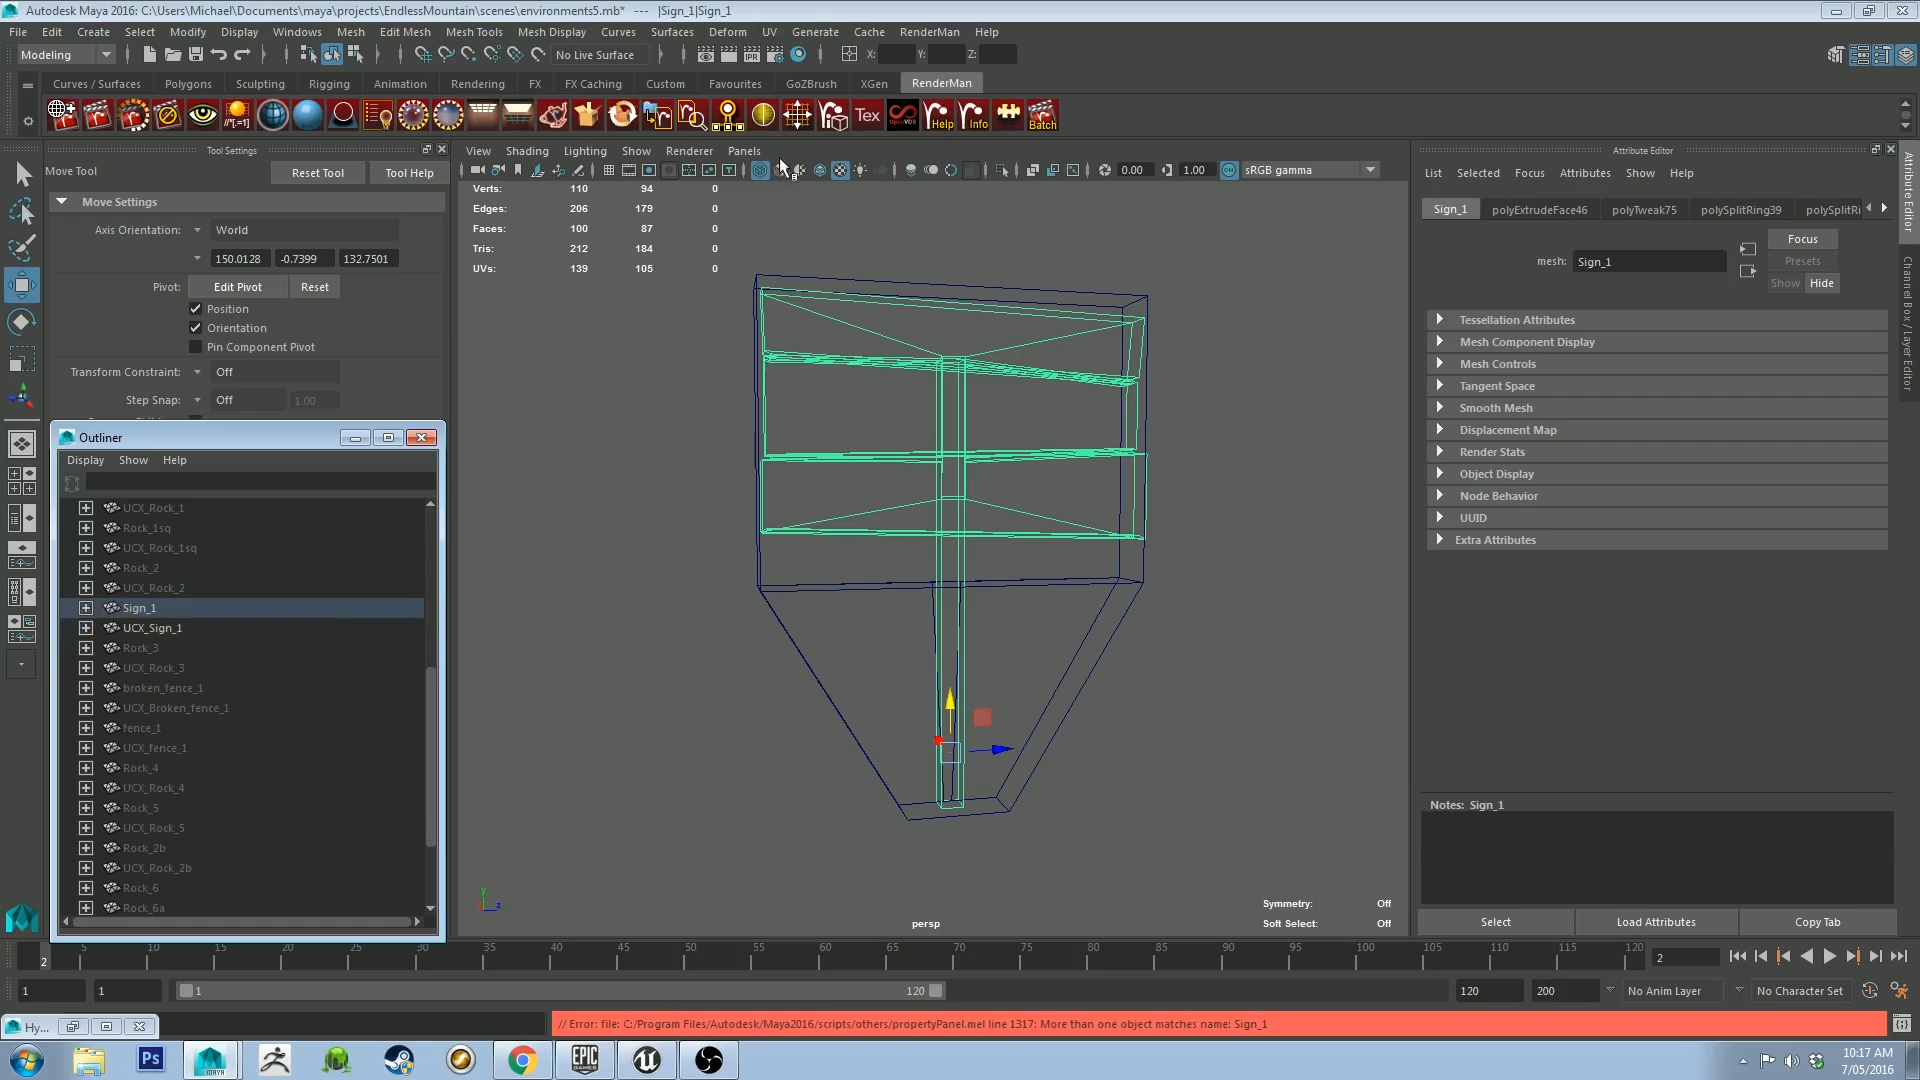 Autodesk Maya 2016: C:\Users\Michael\Documents\maya\projects\EndlessMountain\scenes\environments5.mb* --- |Sign_1|Sign_1
File Edit Create Select Modify Display Windows Mesh Edit Mesh Mesh Tools Mesh Display Curves Surfaces Deform UV Generate Cache RenderMan Help
Modeling No Live Surface X: Y: Z:
Curves / Surfaces Polygons Sculpting Rigging Animation Rendering FX FX Caching Custom Favourites GoZBrush XGen RenderMan
Tex Help Info Batch
Tool Settings
View Shading Lighting Show Renderer Panels
Attribute Editor
Move Tool Reset Tool Tool Help
0.00 1.00 sRGB gamma
List Selected Focus Attributes Show Help
Move Settings
Axis Orientation: World
150.0128 -0.7399 132.7501
Pivot: Edit Pivot Reset
Position
Orientation
Pin Component Pivot
Transform Constraint: Off
Step Snap: Off 1.00
Verts: 110 94 0
Edges: 206 179 0
Faces: 100 87 0
Tris: 212 184 0
UVs: 139 105 0
Sign_1 polyExtrudeFace46 polyTweak75 polySplitRing39 polySplitRi
mesh: Sign_1
Focus
Presets
Show Hide
Tessellation Attributes
Mesh Component Display
Mesh Controls
Tangent Space
Smooth Mesh
Displacement Map
Render Stats
Object Display
Node Behavior
UUID
Extra Attributes
Attribute Editor
Channel Box / Layer Editor
Outliner
Display Show Help
UCX_Rock_1
Rock_1sq
UCX_Rock_1sq
Rock_2
UCX_Rock_2
Sign_1
UCX_Sign_1
Rock_3
UCX_Rock_3
broken_fence_1
UCX_Broken_fence_1
fence_1
UCX_fence_1
Rock_4
UCX_Rock_4
Rock_5
UCX_Rock_5
Rock_2b
UCX_Rock_2b
Rock_6
Rock_6a
y
z
persp
Symmetry: Off
Soft Select: Off
Notes: Sign_1
Select Load Attributes Copy Tab
5 10 15 20 25 30 35 40 45 50 55 60 65 70 75 80 85 90 95 100 105 110 115 120
2
2
1 1 1 120 120 200 No Anim Layer No Character Set
Hy...
// Error: file: C:/Program Files/Autodesk/Maya2016/scripts/others/propertyPanel.mel line 1317: More than one object matches name: Sign_1
Ps
MAYA
EPIC GAMES
10:17 AM
7/05/2016